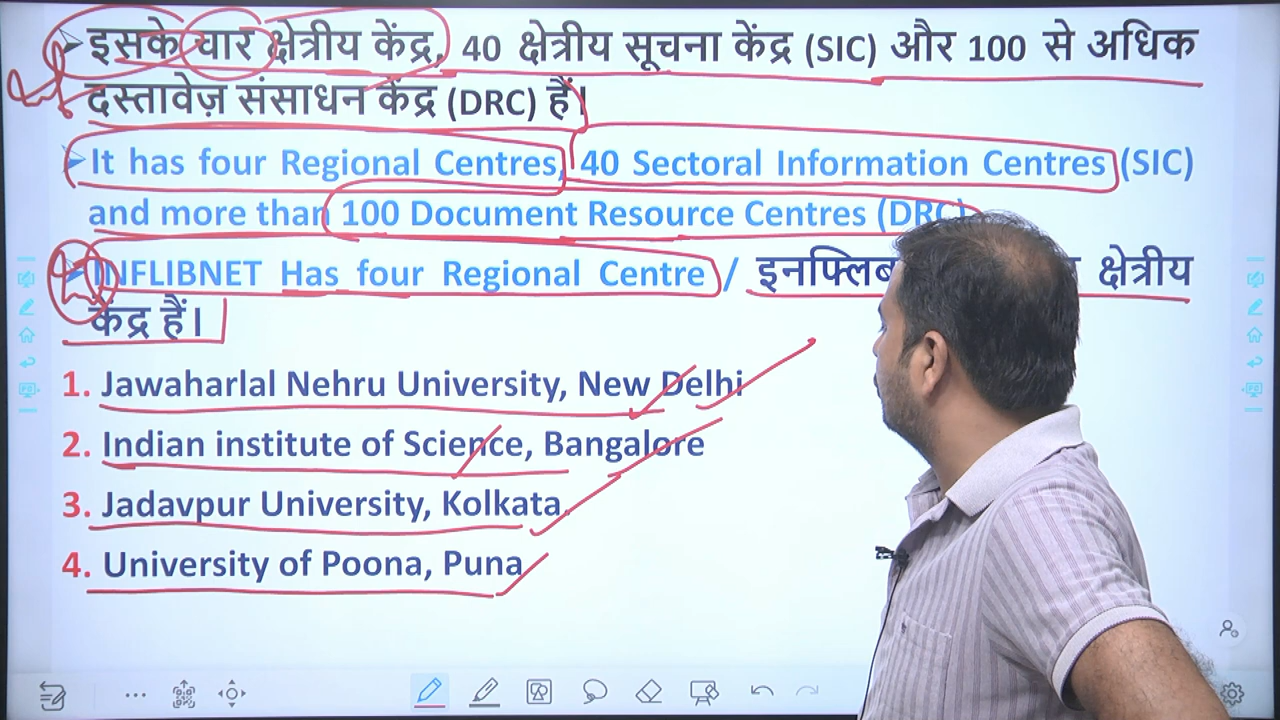 ➢ इसके चार क्षेत्रीय केंद्र, 40 क्षेत्रीय सूचना केंद्र (SIC) और 100 से अधिक
दस्तावेज़ संसाधन केंद्र (DRC) हैं।
➢ It has four Regional Centres, 40 Sectoral Information Centres (SIC)
and more than 100 Document Resource Centres (DRC)
➢ INFLIBNET Has four Regional Centre / क्षेत्रीय
केंद्र हैं।
1. Jawaharlal Nehru University, New Delhi
2. Indian institute of Science, Bangalore
3. Jadavpur University, Kolkata
4. University of Poona, Puna